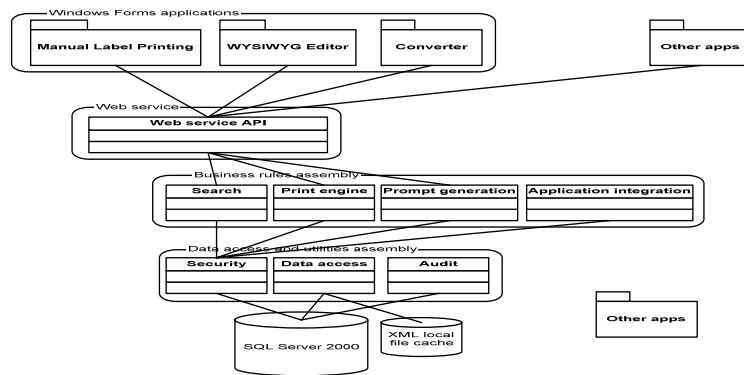 Windows Forms applications
Manual Label Printing
WYSIWYG Editor
Converter
Other apps
Web service
Web service API
Business rules assembly
Search
Print engine
Prompt generation
Application integration
Data access and utilities assembly
Security
Data access
Audit
SQL Server 2000
XML local
file cache
Other apps